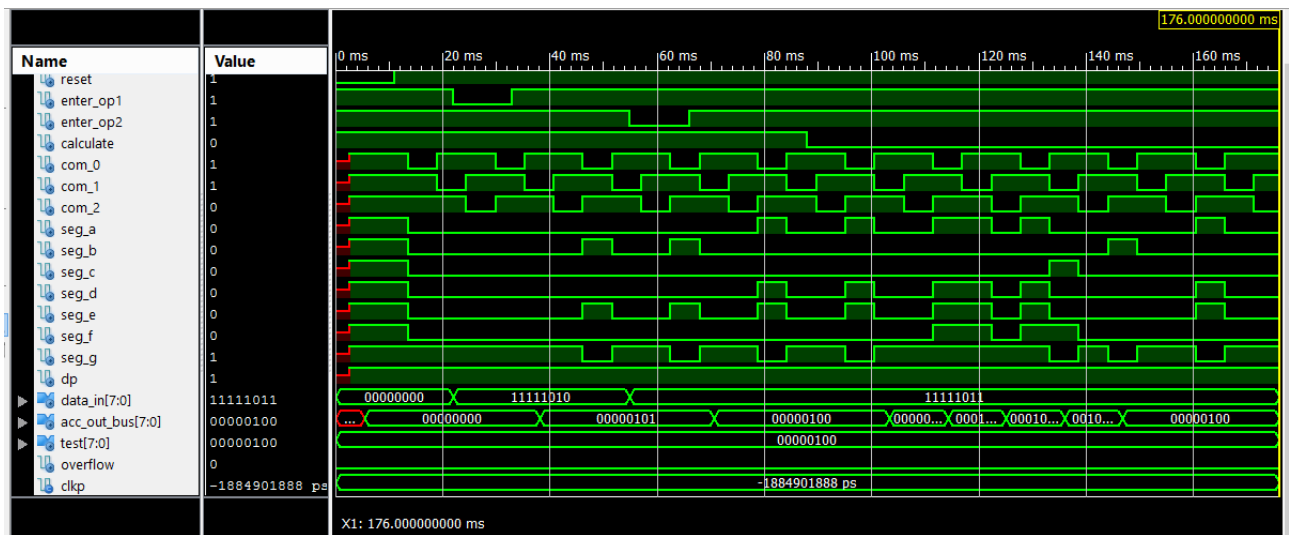 176.000000000 ms
Name Value 0 ms 20 ms 40 ms 60 ms 80 ms 100 ms 120 ms 140 ms 160 ms
reset 1
enter_op1 1
enter_op2 1
calculate 0
com_0 1
com_1 1
com_2 0
seg_a 0
seg_b 0
seg_c 0
seg_d 0
seg_e 0
seg_f 0
seg_g 1
dp 1
data_in[7:0] 11111011 00000000 11111010 11111011
acc_out_bus[7:0] 00000100 ... 00000000 00000101 00000100 00000... 0001... 00010... 0010... 00000100
test[7:0] 00000100 00000100
overflow 0
clkp -1884901888 ps -1884901888 ps
X1: 176.000000000 ms